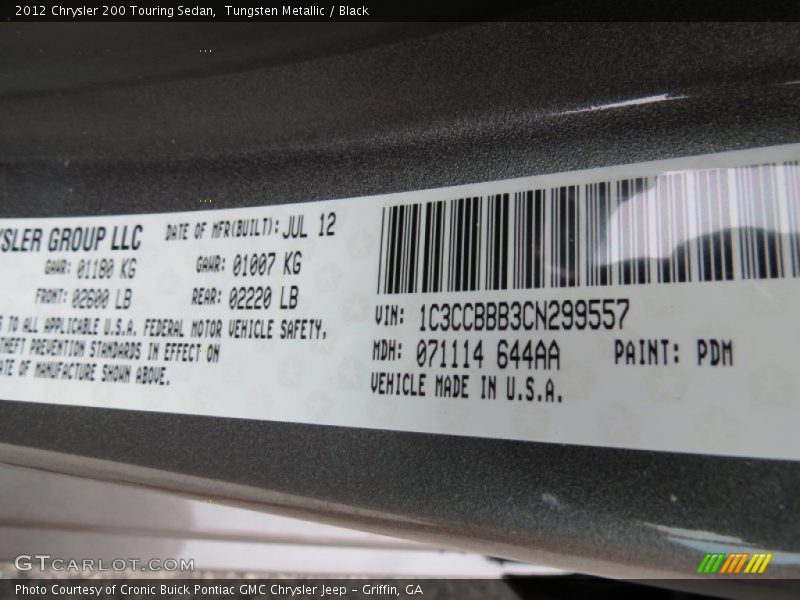 2012 Chrysler 200 Touring Sedan,  Tungsten Metallic / Black
SLER GROUP LLC DATE OF MFR(BUILT): JUL 12
GAWR: 01180 KG GAWR: 01007 KG
FRONT: 02600 LB REAR: 02220 LB
TO ALL APPLICABLE U.S.A. FEDERAL MOTOR VEHICLE SAFETY,
THEFT PREVENTION STANDARDS IN EFFECT ON
ATE OF MANUFACTURE SHOWN ABOVE.
VIN: 1C3CCBBB3CN299557
MDH: 071114 644AA PAINT: PDM
VEHICLE MADE IN U.S.A.
GTCarLot.com
Photo Courtesy of Cronic Buick Pontiac GMC Chrysler Jeep - Griffin, GA